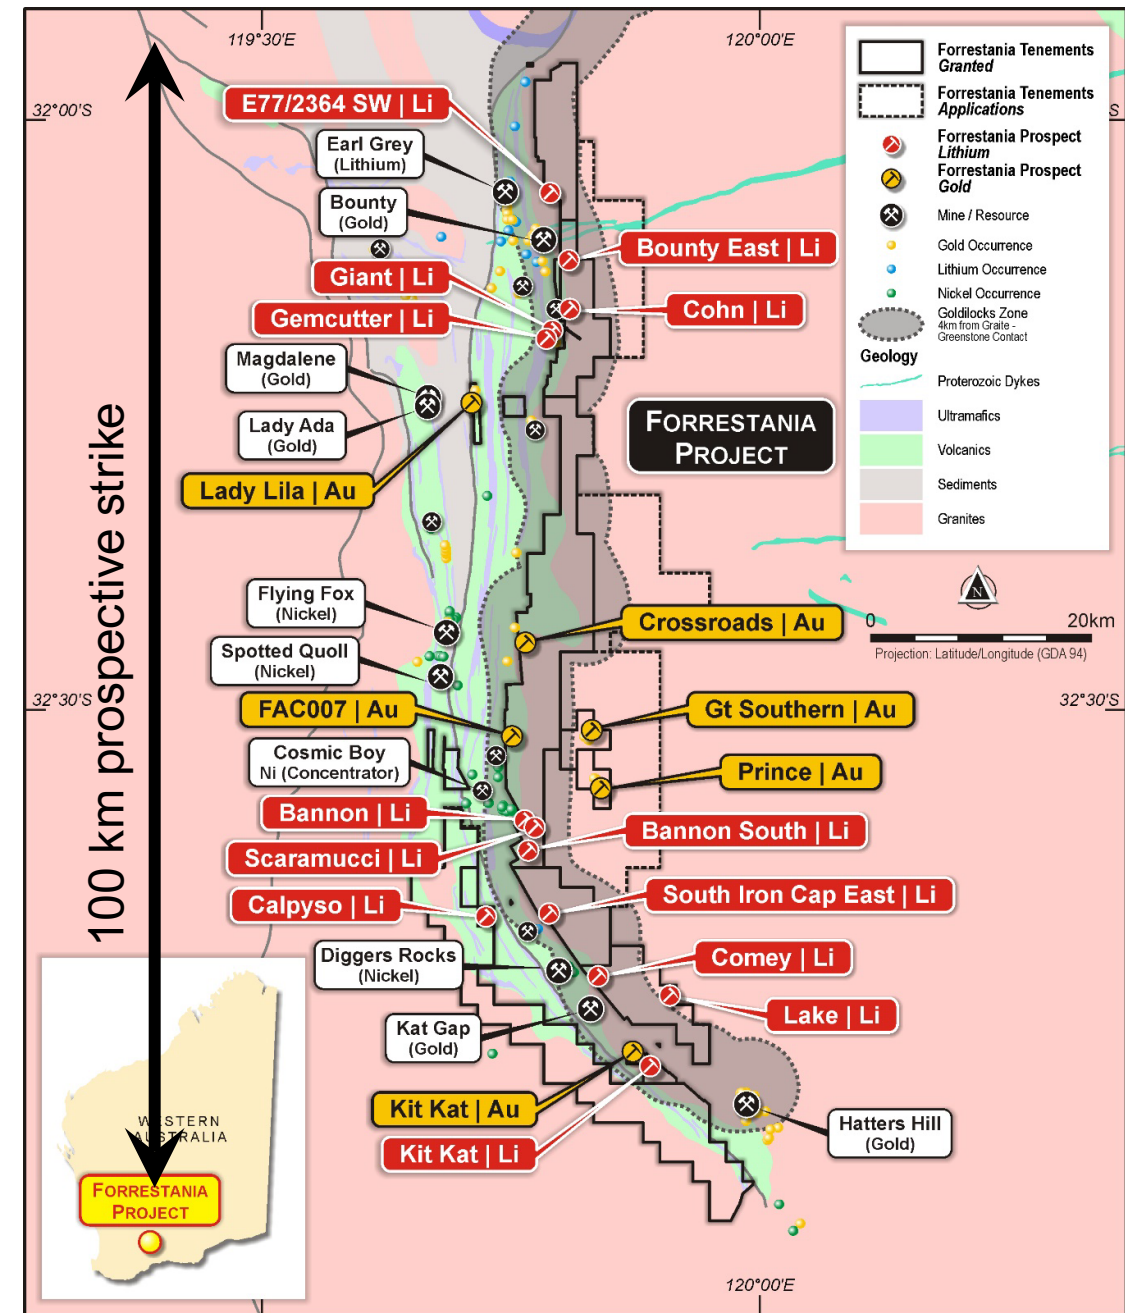 119°30'E
120°00'E
32°00'S
S
E77/2364 SW | Li
Earl Grey
(Lithium)
Bounty
(Gold)
Giant | Li
Gemcutter | Li
Bounty East | Li
Cohn | Li
Magdalene
(Gold)
Lady Ada
(Gold)
Lady Lila | Au
FORRESTANIA
PROJECT
Forrestania Tenements
Granted
Forrestania Tenements
Applications
Forrestania Prospect
Lithium
Forrestania Prospect
Gold
Mine / Resource
Gold Occurrence
Lithium Occurrence
Nickel Occurrence
Goldilocks Zone
4km from Graite -
Greenstone Contact
Geology
Proterozoic Dykes
Ultramafics
Volcanics
Sediments
Granites
N
0 20km
Projection: Latitude/Longitude (GDA 94)
100 km prospective strike
Flying Fox
(Nickel)
Spotted Quoll
(Nickel)
Crossroads | Au
32°30'S
32°30'S
FAC007 | Au
Gt Southern | Au
Cosmic Boy
Ni (Concentrator)
Prince | Au
Bannon | Li
Bannon South | Li
Scaramucci | Li
Calpyso | Li
South Iron Cap East | Li
Diggers Rocks
(Nickel)
Comey | Li
Lake | Li
Kat Gap
(Gold)
Kit Kat | Au
Kit Kat | Li
Hatters Hill
(Gold)
WESTERN
AUSTRALIA
FORRESTANIA
PROJECT
120°00'E